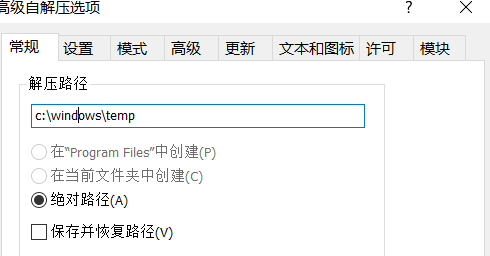 高级自解压选项
常规 设置 模式 高级 更新 文本和图标 许可 模块
解压路径
c:\windows\temp
在“Program Files”中创建(P)
在当前文件夹中创建(C)
绝对路径(A)
保存并恢复路径(V)